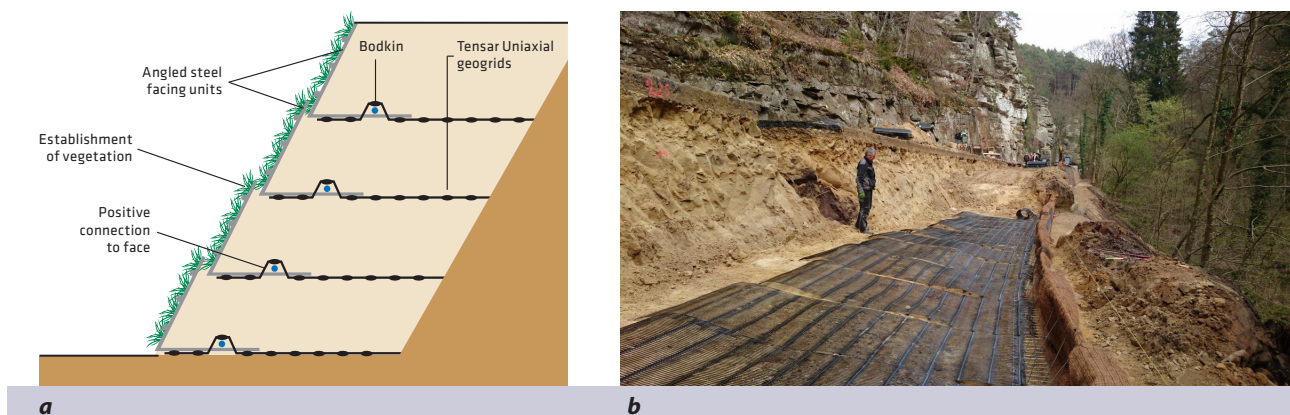 Bodkin
Tensar Uniaxial
geogrids
Angled steel
facing units
Establishment
of vegetation
Positive
connection
to face
a
b